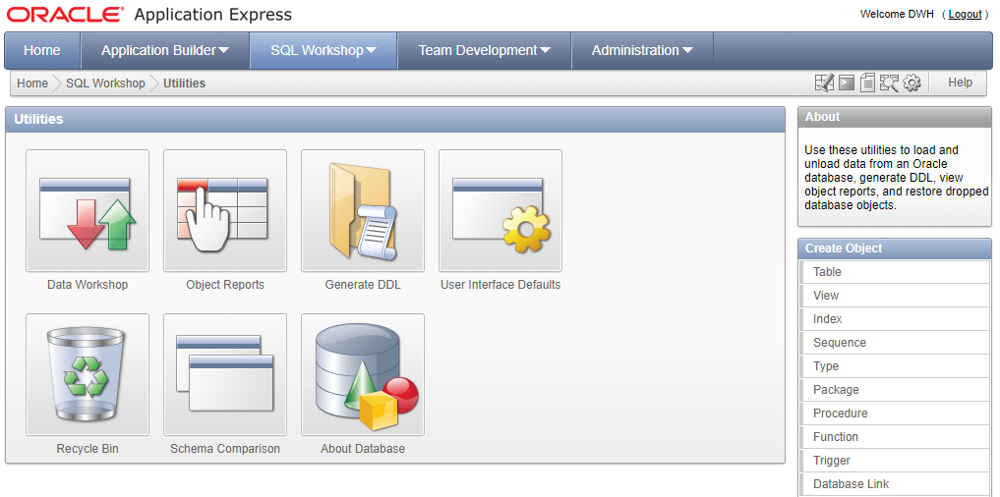 ORACLE® Application Express
Welcome DWH ( Logout )
Home Application Builder SQL Workshop Team Development Administration
Home SQL Workshop Utilities
Help
Utilities
Data Workshop Object Reports Generate DDL User Interface Defaults
Recycle Bin Schema Comparison About Database
About
Use these utilities to load and
unload data from an Oracle
database, generate DDL, view
object reports, and restore dropped
database objects.
Create Object
Table
View
Index
Sequence
Type
Package
Procedure
Function
Trigger
Database Link